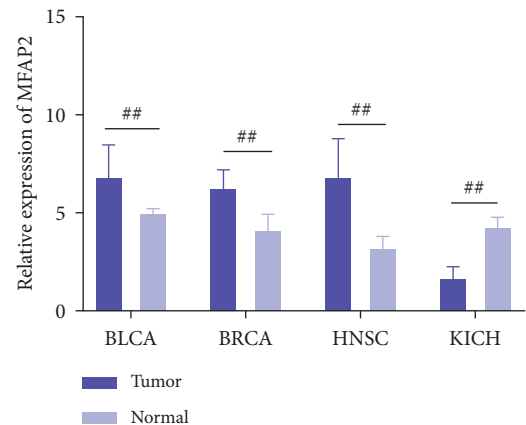 Relative expression of MFAP2
15
10
5
0
##
##
##
##
BLCA
BRCA
HNSC
KICH
Tumor
Normal